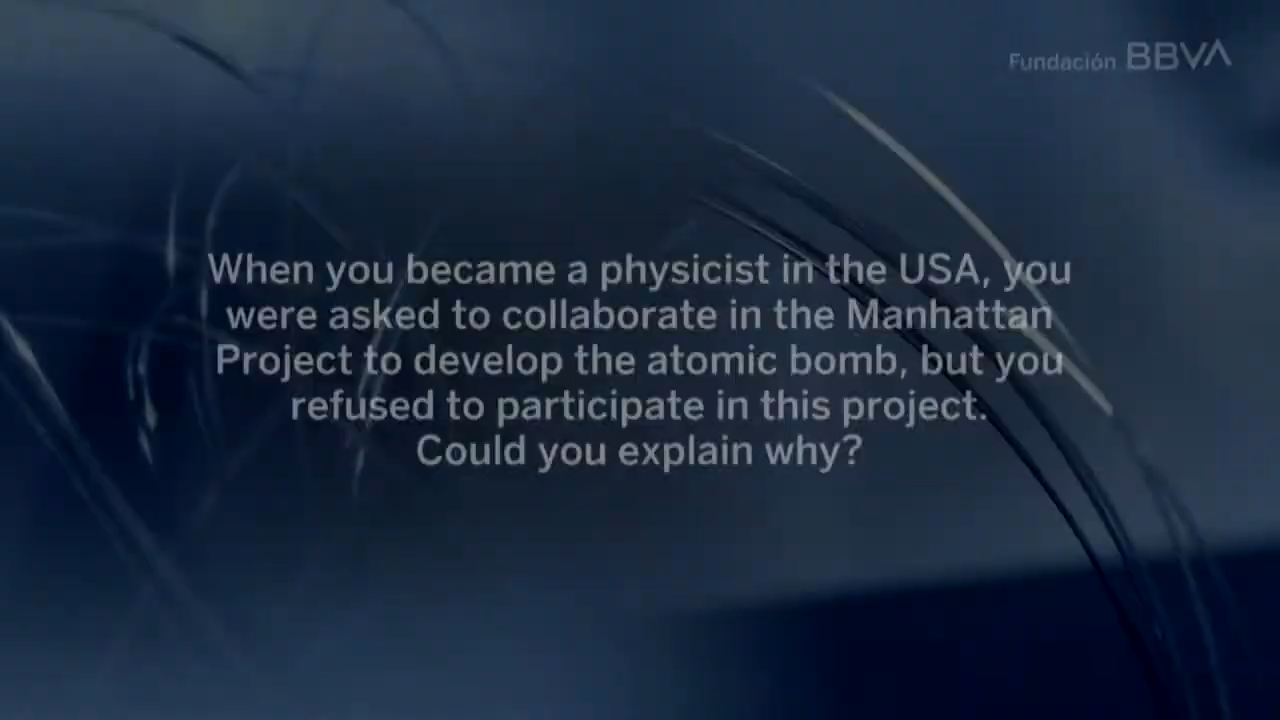 Fundación BBVA
When you became a physicist in the USA, you
were asked to collaborate in the Manhattan
Project to develop the atomic bomb, but you
refused to participate in this project.
Could you explain why?